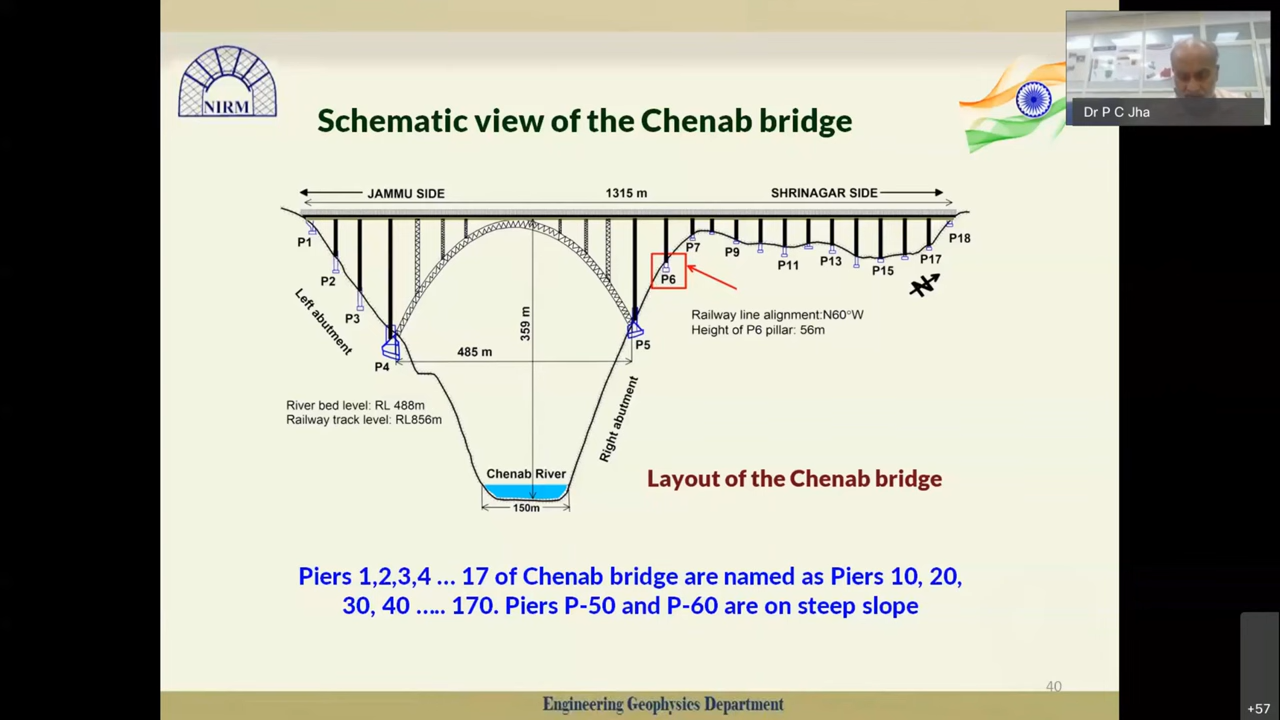 NIRM
Dr P C Jha
Schematic view of the Chenab bridge
JAMMU SIDE
1315 m
SHRINAGAR SIDE
P1
P2
P3
P4
P5
P6
P7
P9
P11
P13
P15
P17
P18
N
Left abutment
Railway line alignment:N60°W
Height of P6 pillar: 56m
359 m
485 m
Right abutment
River bed level: RL 488m
Railway track level: RL856m
Chenab River
150m
Layout of the Chenab bridge
Piers 1,2,3,4 ... 17 of Chenab bridge are named as Piers 10, 20,
30, 40 ..... 170. Piers P-50 and P-60 are on steep slope
40
Engineering Geophysics Department
+57